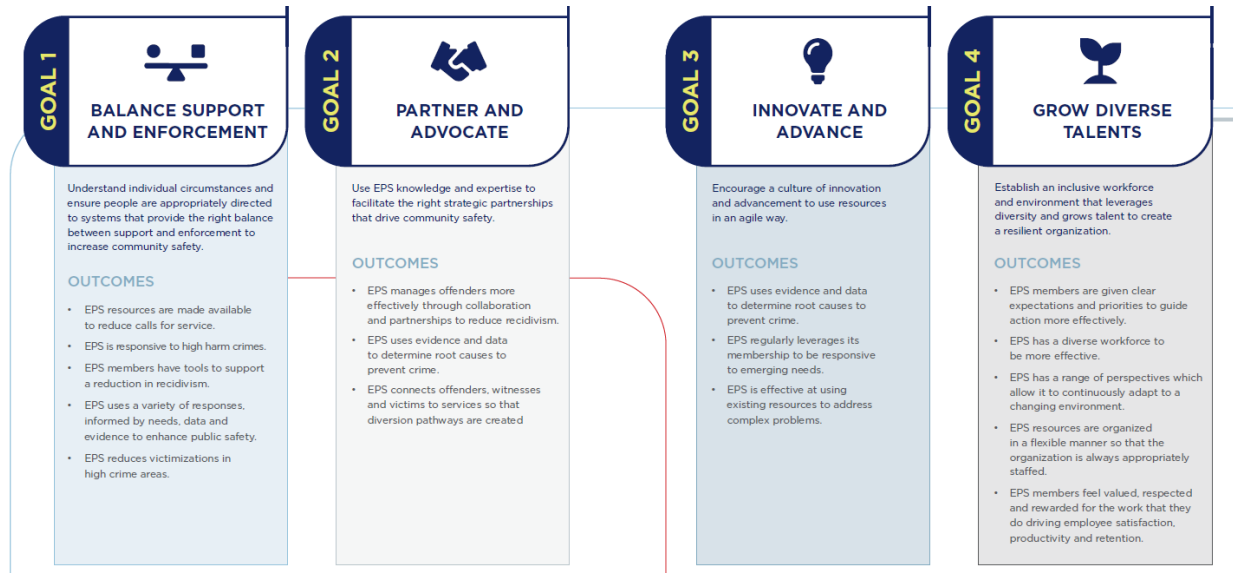 GOAL 1
BALANCE SUPPORT
AND ENFORCEMENT
Understand individual circumstances and
ensure people are appropriately directed
to systems that provide the right balance
between support and enforcement to
increase community safety.
OUTCOMES
• EPS resources are made available
to reduce calls for service.
• EPS is responsive to high harm crimes.
• EPS members have tools to support
a reduction in recidivism.
• EPS uses a variety of responses,
informed by needs, data and
evidence to enhance public safety.
• EPS reduces victimizations in
high crime areas.
GOAL 2
PARTNER AND
ADVOCATE
Use EPS knowledge and expertise to
facilitate the right strategic partnerships
that drive community safety.
OUTCOMES
• EPS manages offenders more
effectively through collaboration
and partnerships to reduce recidivism.
• EPS uses evidence and data
to determine root causes to
prevent crime.
• EPS connects offenders, witnesses
and victims to services so that
diversion pathways are created
GOAL 3
INNOVATE AND
ADVANCE
Encourage a culture of innovation
and advancement to use resources
in an agile way.
OUTCOMES
• EPS uses evidence and data
to determine root causes to
prevent crime.
• EPS regularly leverages its
membership to be responsive
to emerging needs.
• EPS is effective at using
existing resources to address
complex problems.
GOAL 4
GROW DIVERSE
TALENTS
Establish an inclusive workforce
and environment that leverages
diversity and grows talent to create
a resilient organization.
OUTCOMES
• EPS members are given clear
expectations and priorities to guide
action more effectively.
• EPS has a diverse workforce to
be more effective.
• EPS has a range of perspectives which
allow it to continuously adapt to a
changing environment.
• EPS resources are organized
in a flexible manner so that the
organization is always appropriately
staffed.
• EPS members feel valued, respected
and rewarded for the work that they
do driving employee satisfaction,
productivity and retention.